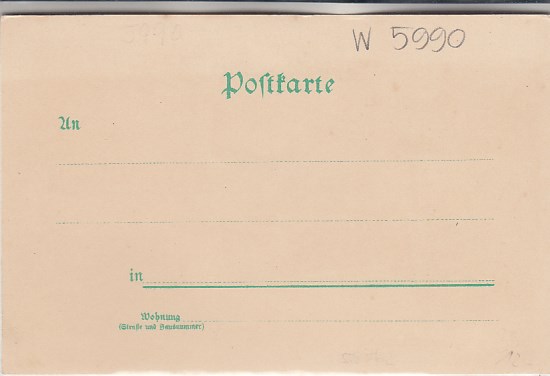 W 5990
Postkarte
An
in
Wohnung
(Straße und Hausnummer)